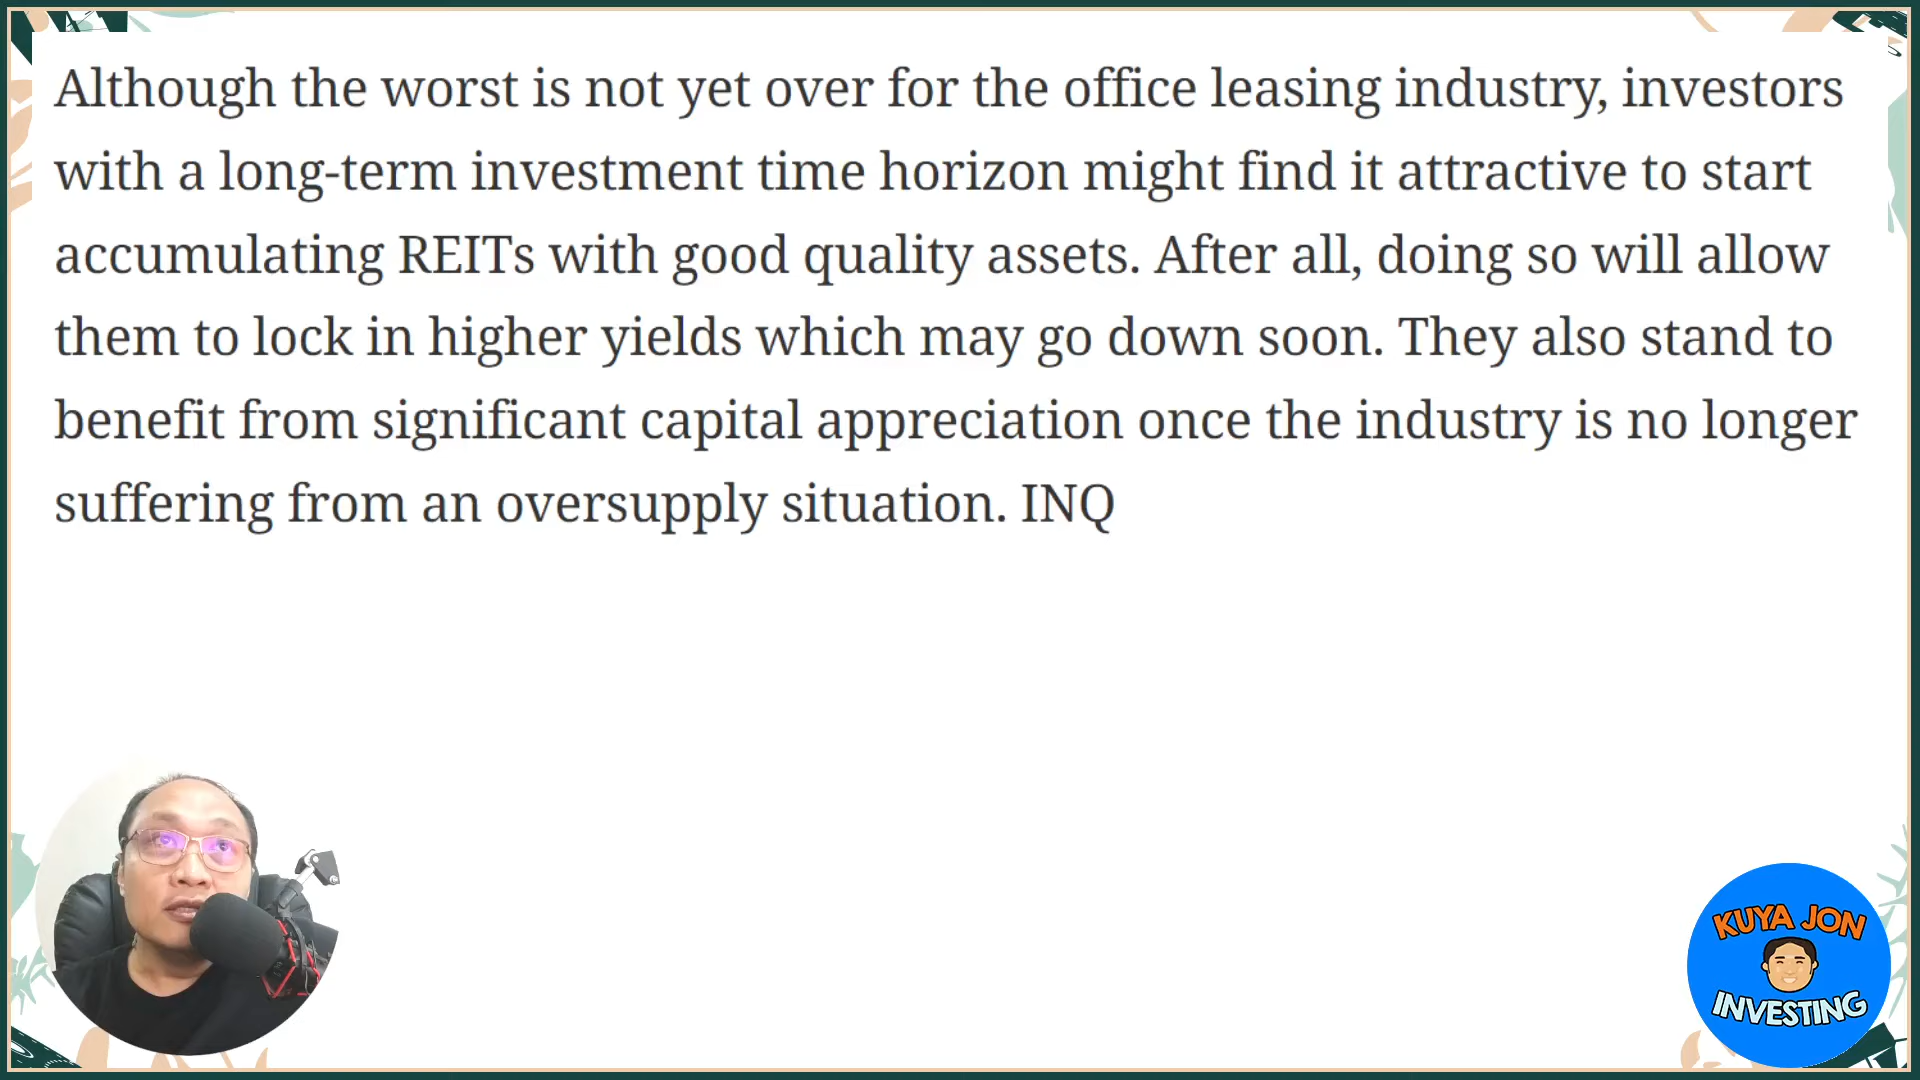 Although the worst is not yet over for the office leasing industry, investors
with a long-term investment time horizon might find it attractive to start
accumulating REITs with good quality assets. After all, doing so will allow
them to lock in higher yields which may go down soon. They also stand to
benefit from significant capital appreciation once the industry is no longer
suffering from an oversupply situation. INQ
KUYA JON
INVESTING